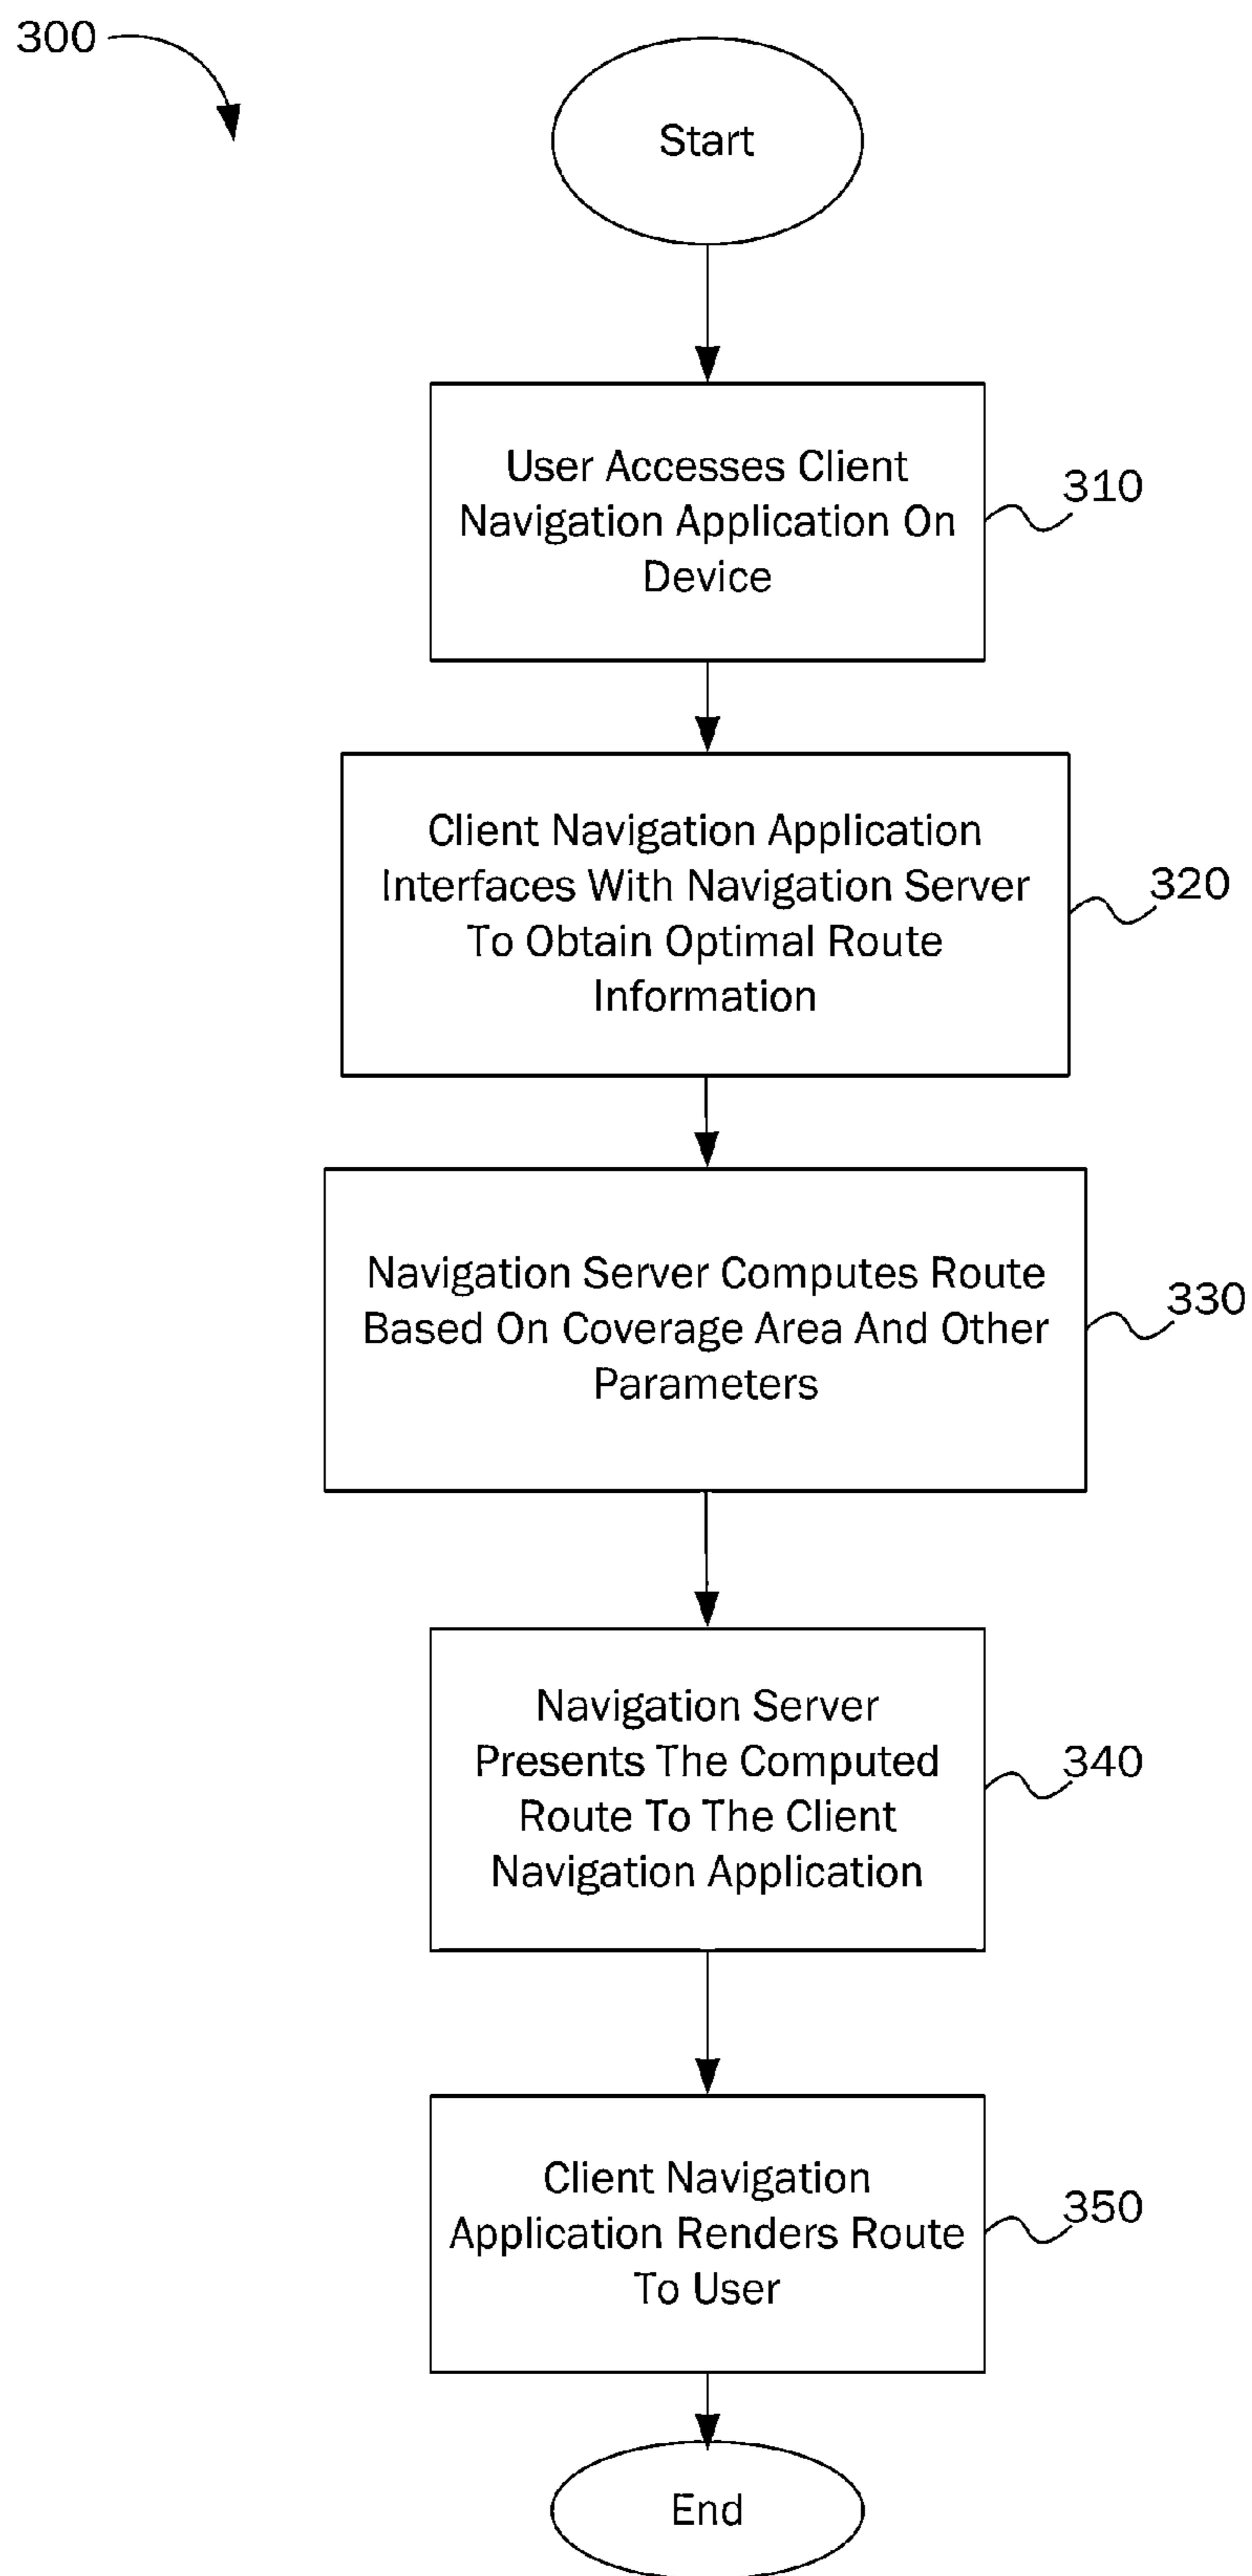 300
Start
User Accesses Client
Navigation Application On
Device
310
Client Navigation Application
Interfaces With Navigation Server
To Obtain Optimal Route
Information
320
Navigation Server Computes Route
Based On Coverage Area And Other
Parameters
330
Navigation Server
Presents The Computed
Route To The Client
Navigation Application
340
Client Navigation
Application Renders Route
To User
350
End